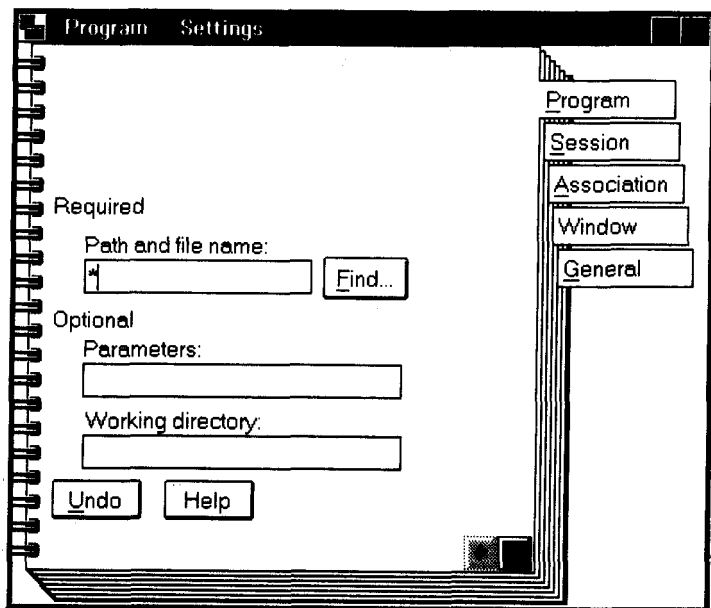 Program Settings
Program
Session
Association
Window
General
Required
Path and file name:
*
Find...
Optional
Parameters:
Working directory:
Undo
Help